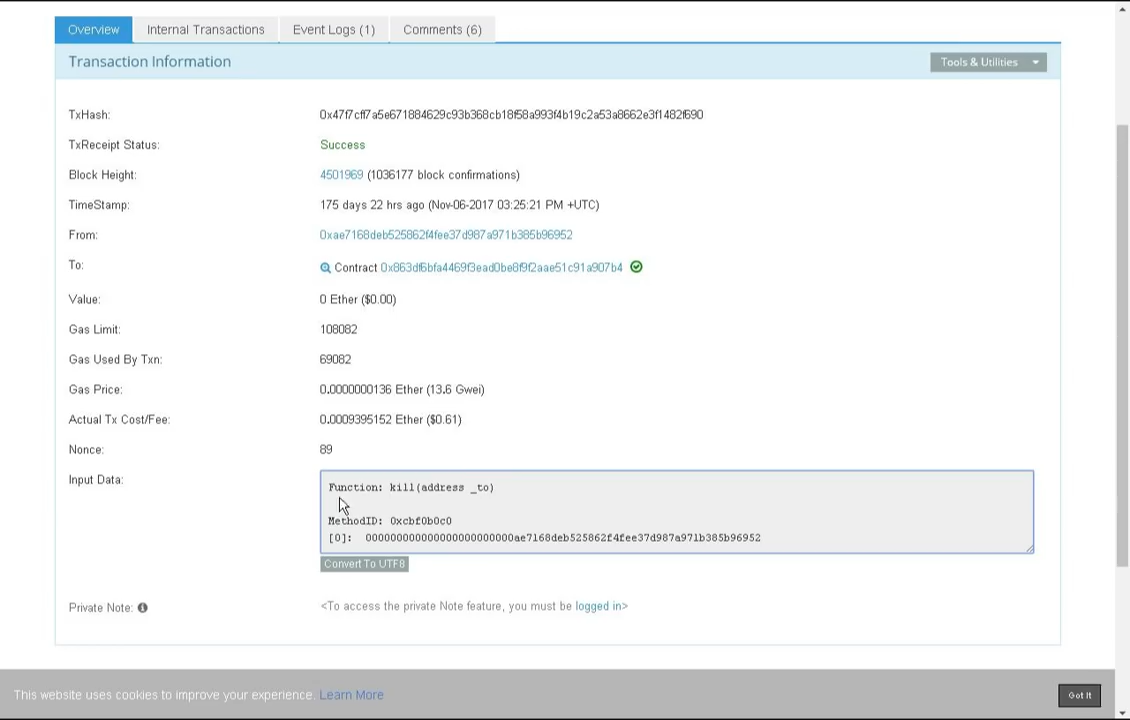 Overview Internal Transactions Event Logs (1) Comments (6)
Transaction Information Tools & Utilities
TxHash: 0x47f7cff7a5e671884629c93b368cb18f58a993f4b19c2a53a8662e3f1482f690
TxReceipt Status: Success
Block Height: 4501969 (1036177 block confirmations)
TimeStamp: 175 days 22 hrs ago (Nov-06-2017 03:25:21 PM +UTC)
From: 0xae7168deb525862f4fee37d987a971b385b96952
To: Contract 0x863df6bfa4469f3ead0be8f9f2aae51c91a907b4
Value: 0 Ether ($0.00)
Gas Limit: 108082
Gas Used By Txn: 69082
Gas Price: 0.0000000136 Ether (13.6 Gwei)
Actual Tx Cost/Fee: 0.0009395152 Ether ($0.61)
Nonce: 89
Input Data: Function: kill(address _to)
MethodID: 0xcbf0b0c0
[0]: 000000000000000000000000ae7168deb525862f4fee37d987a971b385b96952
Convert To UTF8
Private Note: <To access the private Note feature, you must be logged in>
This website uses cookies to improve your experience. Learn More Got It